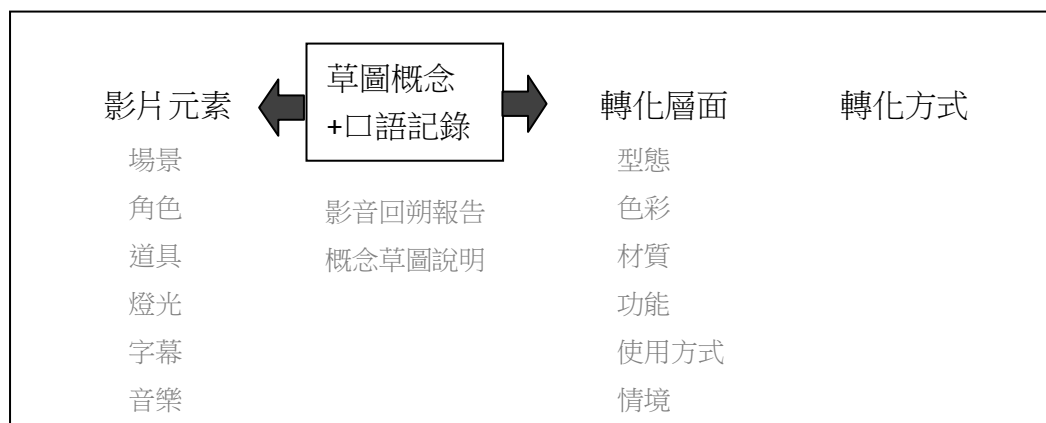 草圖概念
+口語記錄
影片元素
轉化層面
轉化方式
場景
型態
角色
影音回朔報告
色彩
道具
概念草圖說明
材質
燈光
功能
字幕
使用方式
音樂
情境